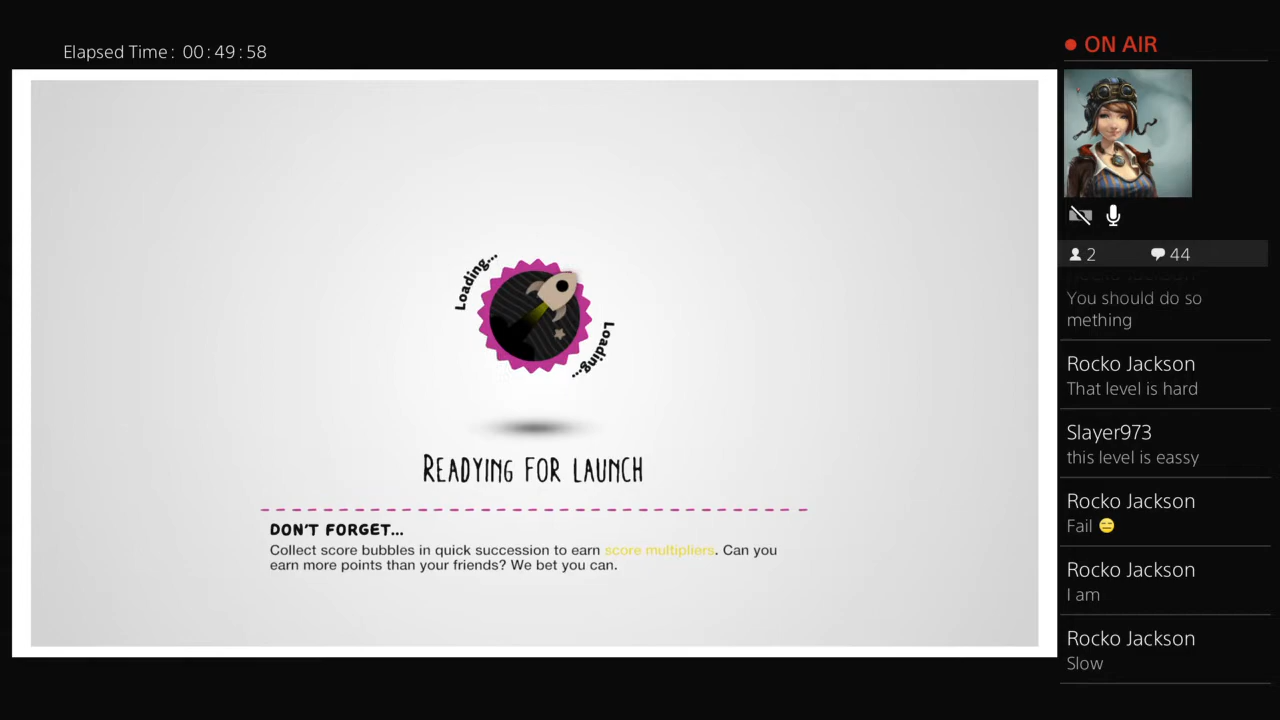 Elapsed Time: 00:49:58
ON AIR
Loading...
Loading...
READYING FOR LAUNCH
DON'T FORGET...
Collect score bubbles in quick succession to earn score multipliers. Can you
earn more points than your friends? We bet you can.
2 44
Rocko Jackson
You should do so
mething
Rocko Jackson
That level is hard
Slayer973
this level is eassy
Rocko Jackson
Fail 😑
Rocko Jackson
I am
Rocko Jackson
Slow